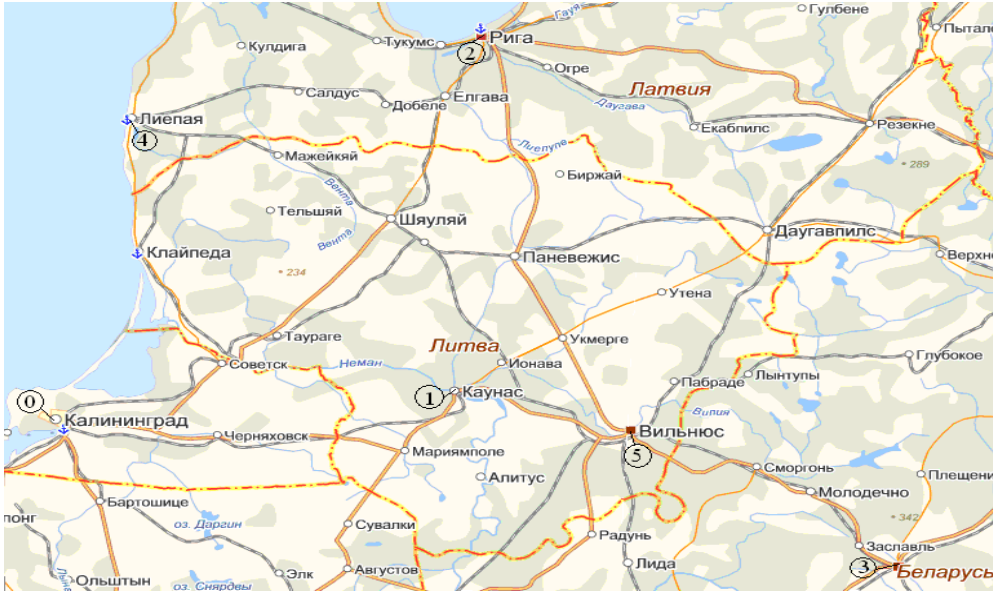 Гауя
Гулбене
Пытало
Кулдига
Тукумс
Рига
2
Огре
Латвия
Салдус
Добеле
Елгава
Даугава
Екабпилс
Резекне
Лиепая
4
Мажейкяй
Лиепупе
Биржай
289
Вента
Тельшяй
Шяуляй
Вента
Даугавпилс
Клайпеда
Паневежис
Верхн
234
Утена
Таураге
Литва
Укмерге
Советск
Неман
Ионава
Глубокое
Лынтупы
Пабраде
0
1
Каунас
Калининград
Вилия
Черняховск
Вильнюс
Мариямполе
5
Сморгонь
Алитус
Плещени
Молодечно
Бартошице
понг
оз. Даргин
Сувалки
342
Радунь
Заславль
Лида
3
Беларусь
Ольштын
оз. Снярдвы
Элк
Августов